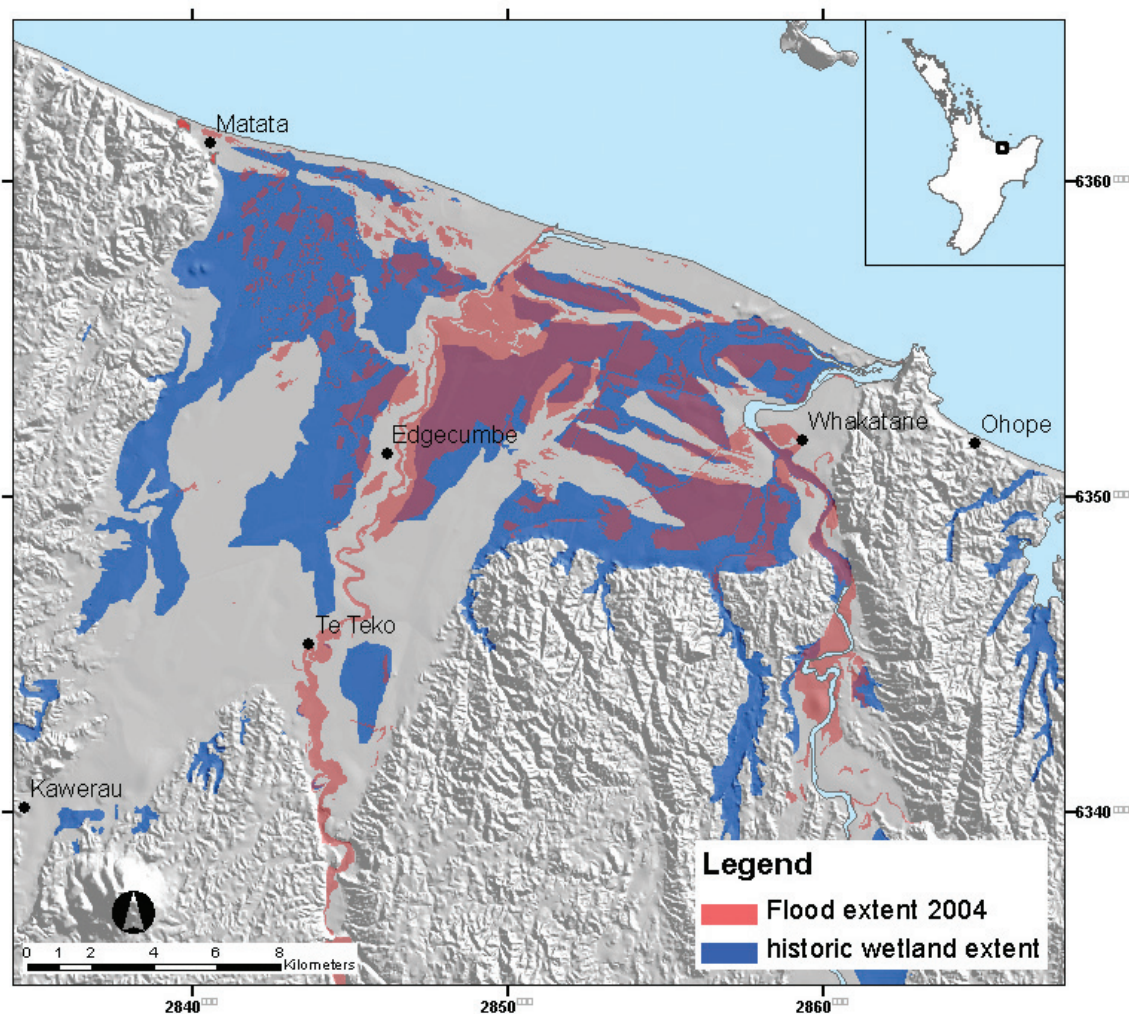 Matata
6360
Whakatane
Ohope
Edgecumbe
6350
Te Teko
Kawerau
6340
Legend
Flood extent 2004
historic wetland extent
0 1 2 4 6 8
Kilometers
2840
2850
2860